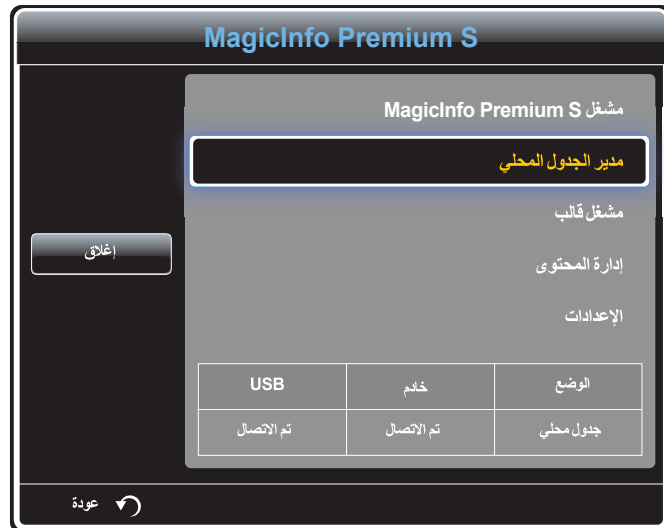 MagicInfo Premium S
مشغل MagicInfo Premium S
مدير الجدول المحلي
مشغل قالب
إدارة المحتوى
الإعدادات
إغلاق
الوضع خادم USB
جدول محلي تم الاتصال تم الاتصال
عودة